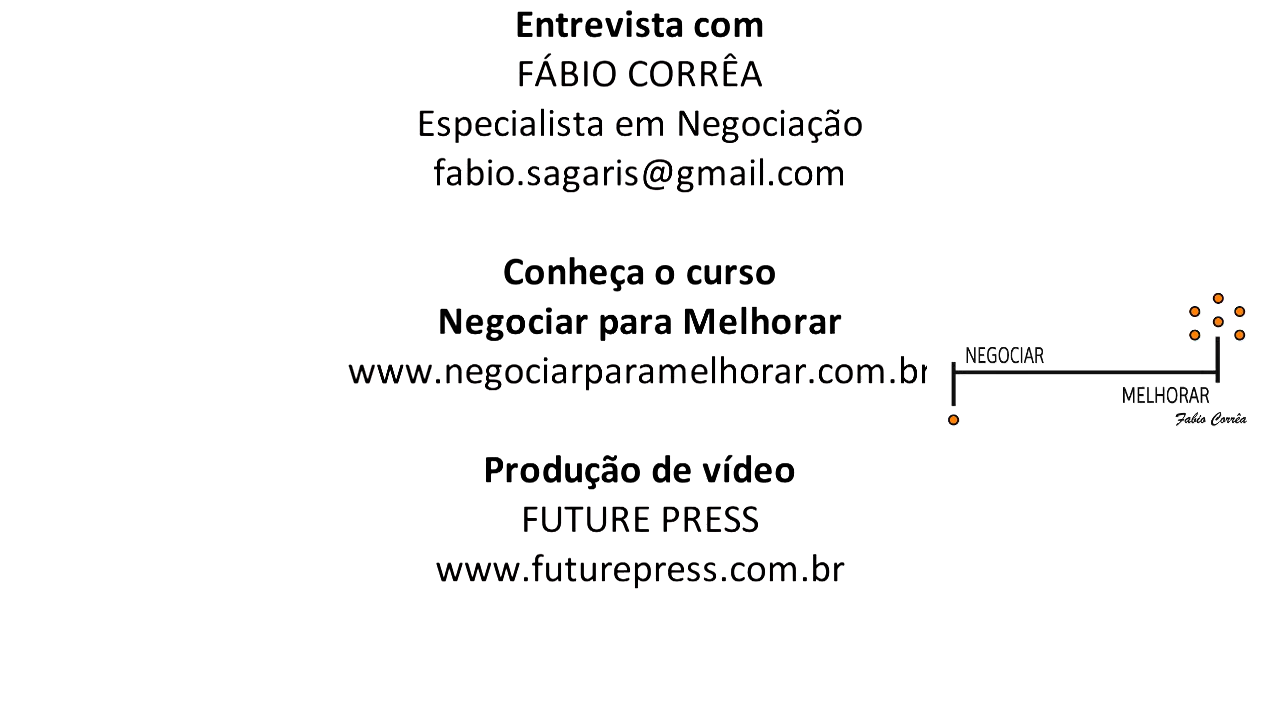 Entrevista com
FÁBIO CORRÊA
Especialista em Negociação
fabio.sagaris@gmail.com
Conheça o curso
Negociar para Melhorar
www.negociarparamelhorar.com.br
NEGOCIAR
MELHORAR
Fabio Corrêa
Produção de vídeo
FUTURE PRESS
www.futurepress.com.br